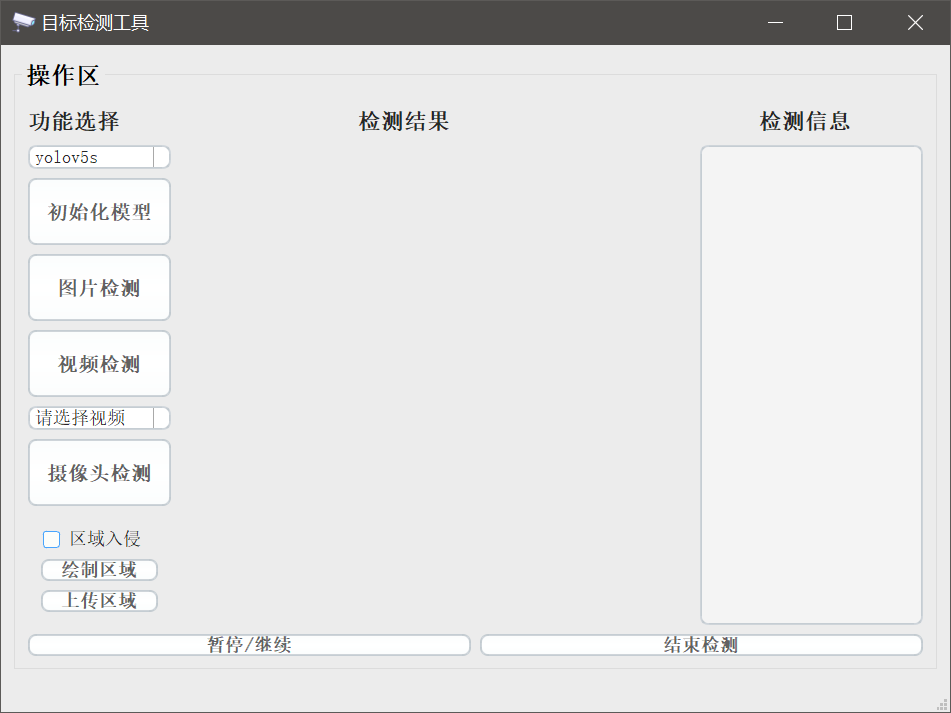 目标检测工具
操作区
功能选择
检测结果
检测信息
yolov5s
初始化模型
图片检测
视频检测
请选择视频
摄像头检测
区域入侵
绘制区域
上传区域
暂停/继续
结束检测